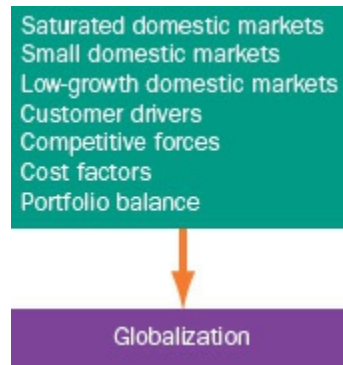 Saturated domestic markets
Small domestic markets
Low-growth domestic markets
Customer drivers
Competitive forces
Cost factors
Portfolio balance
Globalization